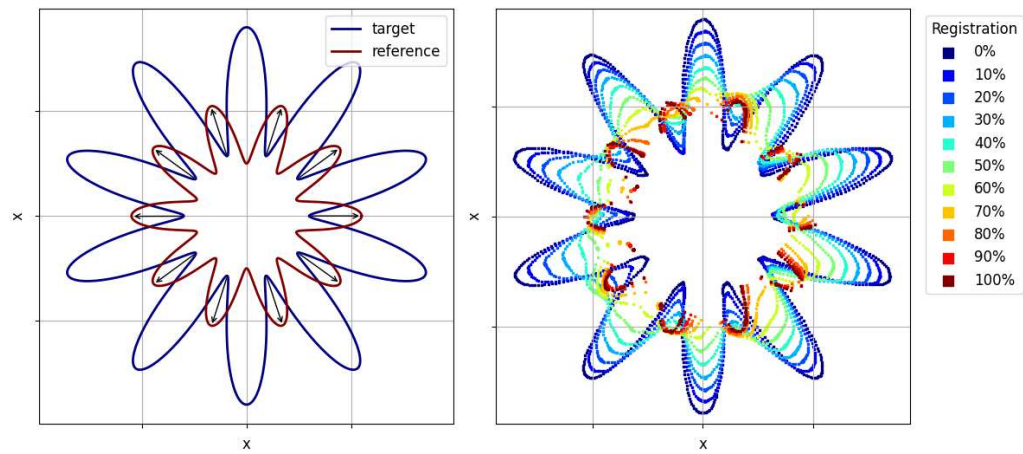 target
reference
x
x
x
x
Registration
0%
10%
20%
30%
40%
50%
60%
70%
80%
90%
100%